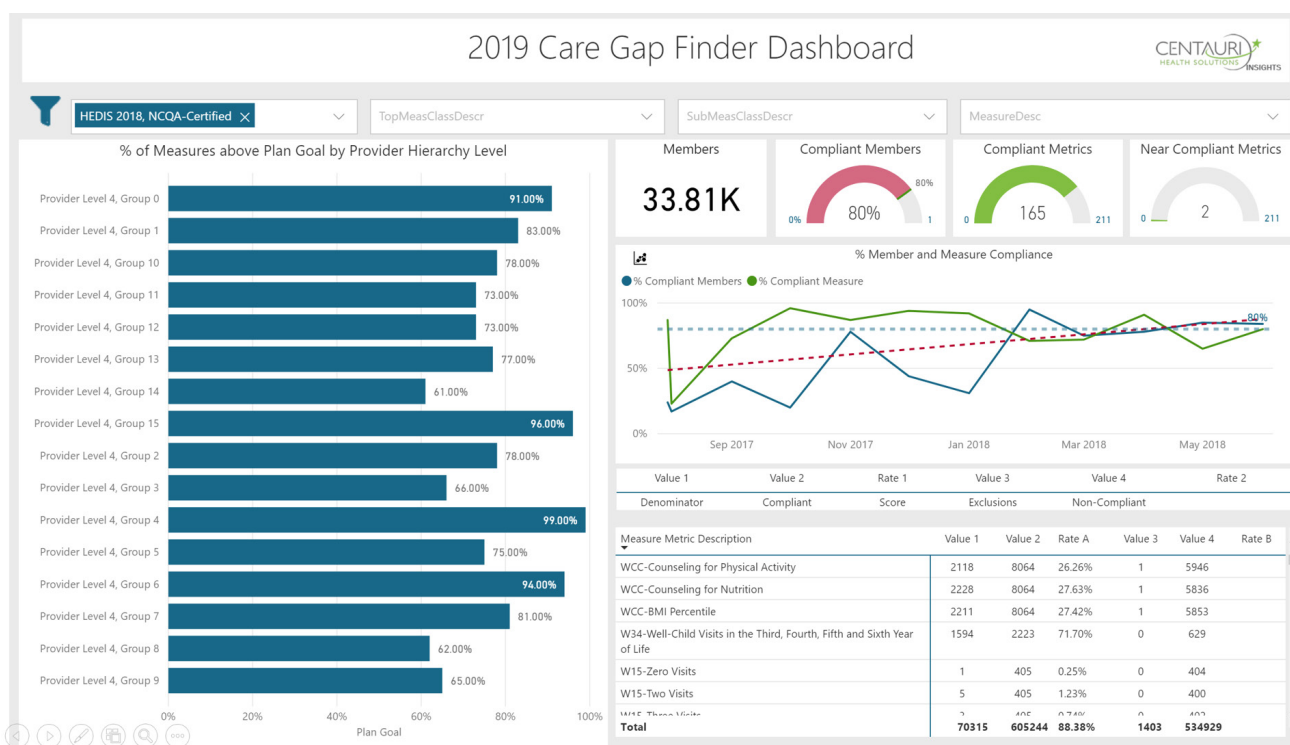 2019 Care Gap Finder Dashboard
CENTAURI
HEALTH SOLUTIONS
INSIGHTS
HEDIS 2018, NCQA-Certified
TopMeasClassDescr
SubMeasClassDescr
MeasureDesc
% of Measures above Plan Goal by Provider Hierarchy Level
Provider Level 4, Group 0 91.00%
Provider Level 4, Group 1 83.00%
Provider Level 4, Group 10 78.00%
Provider Level 4, Group 11 73.00%
Provider Level 4, Group 12 73.00%
Provider Level 4, Group 13 77.00%
Provider Level 4, Group 14 61.00%
Provider Level 4, Group 15 96.00%
Provider Level 4, Group 2 78.00%
Provider Level 4, Group 3 66.00%
Provider Level 4, Group 4 99.00%
Provider Level 4, Group 5 75.00%
Provider Level 4, Group 6 94.00%
Provider Level 4, Group 7 81.00%
Provider Level 4, Group 8 62.00%
Provider Level 4, Group 9 65.00%
0% 20% 40% 60% 80% 100%
Plan Goal
Members
33.81K
Compliant Members
80%
80%
0% 1
Compliant Metrics
165
0 211
Near Compliant Metrics
2
0 211
% Member and Measure Compliance
% Compliant Members % Compliant Measure
100%
80%
50%
0%
Sep 2017 Nov 2017 Jan 2018 Mar 2018 May 2018
Value 1 Value 2 Rate 1 Value 3 Value 4 Rate 2
Denominator Compliant Score Exclusions Non-Compliant
Measure Metric Description Value 1 Value 2 Rate A Value 3 Value 4 Rate B
WCC-Counseling for Physical Activity 2118 8064 26.26% 1 5946
WCC-Counseling for Nutrition 2228 8064 27.63% 1 5836
WCC-BMI Percentile 2211 8064 27.42% 1 5853
W34-Well-Child Visits in the Third, Fourth, Fifth and Sixth Year 1594 2223 71.70% 0 629
of Life
W15-Zero Visits 1 405 0.25% 0 404
W15-Two Visits 5 405 1.23% 0 400
W15-Three Visits 405 0.74% 0 402
Total 70315 605244 88.38% 1403 534929